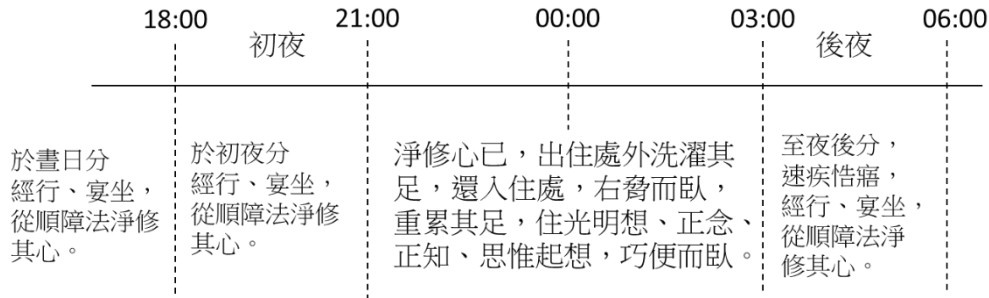 18:00
21:00
00:00
03:00
06:00
初夜
後夜
於晝日分
經行、宴坐，
從順障法淨修
其心。
於初夜分
經行、宴坐，
從順障法淨修
其心。
淨修心已，出住處外洗濯其
足，還入住處，右脅而臥，
重累其足，住光明想、正念、
正知、思惟起想，巧便而臥。
至夜後分，
速疾悎寤，
經行、宴坐，
從順障法淨
修其心。